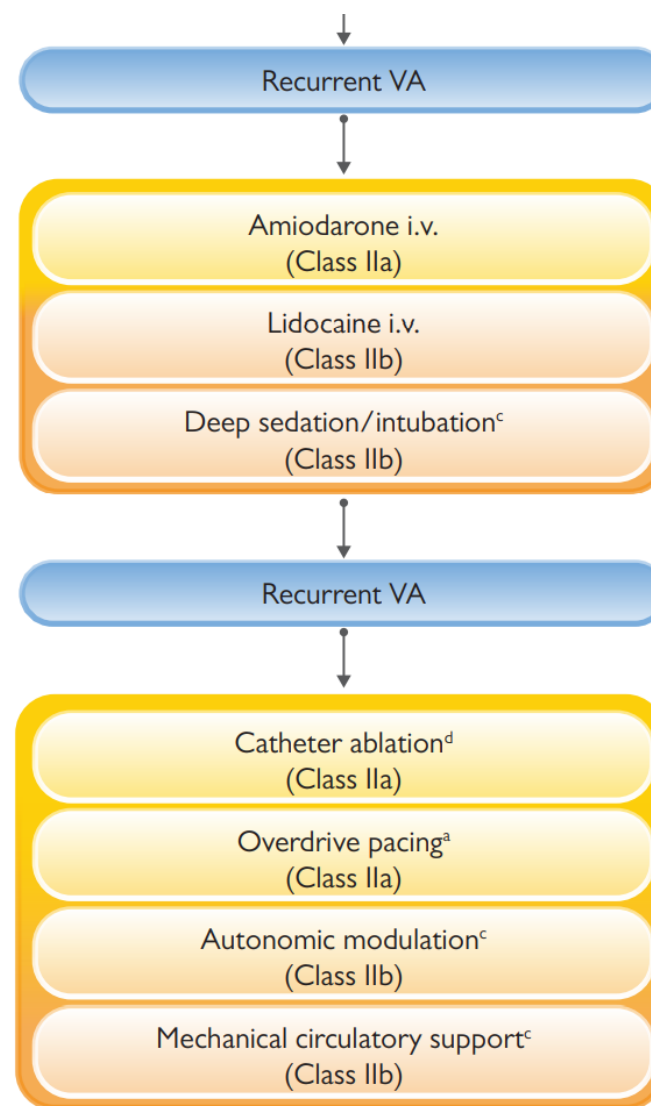 Recurrent VA
Amiodarone i.v.
(Class IIa)
Lidocaine i.v.
(Class IIb)
Deep sedation/intubationᶜ
(Class IIb)
Recurrent VA
Catheter ablationᵈ
(Class IIa)
Overdrive pacingᵃ
(Class IIa)
Autonomic modulationᶜ
(Class IIb)
Mechanical circulatory supportᶜ
(Class IIb)